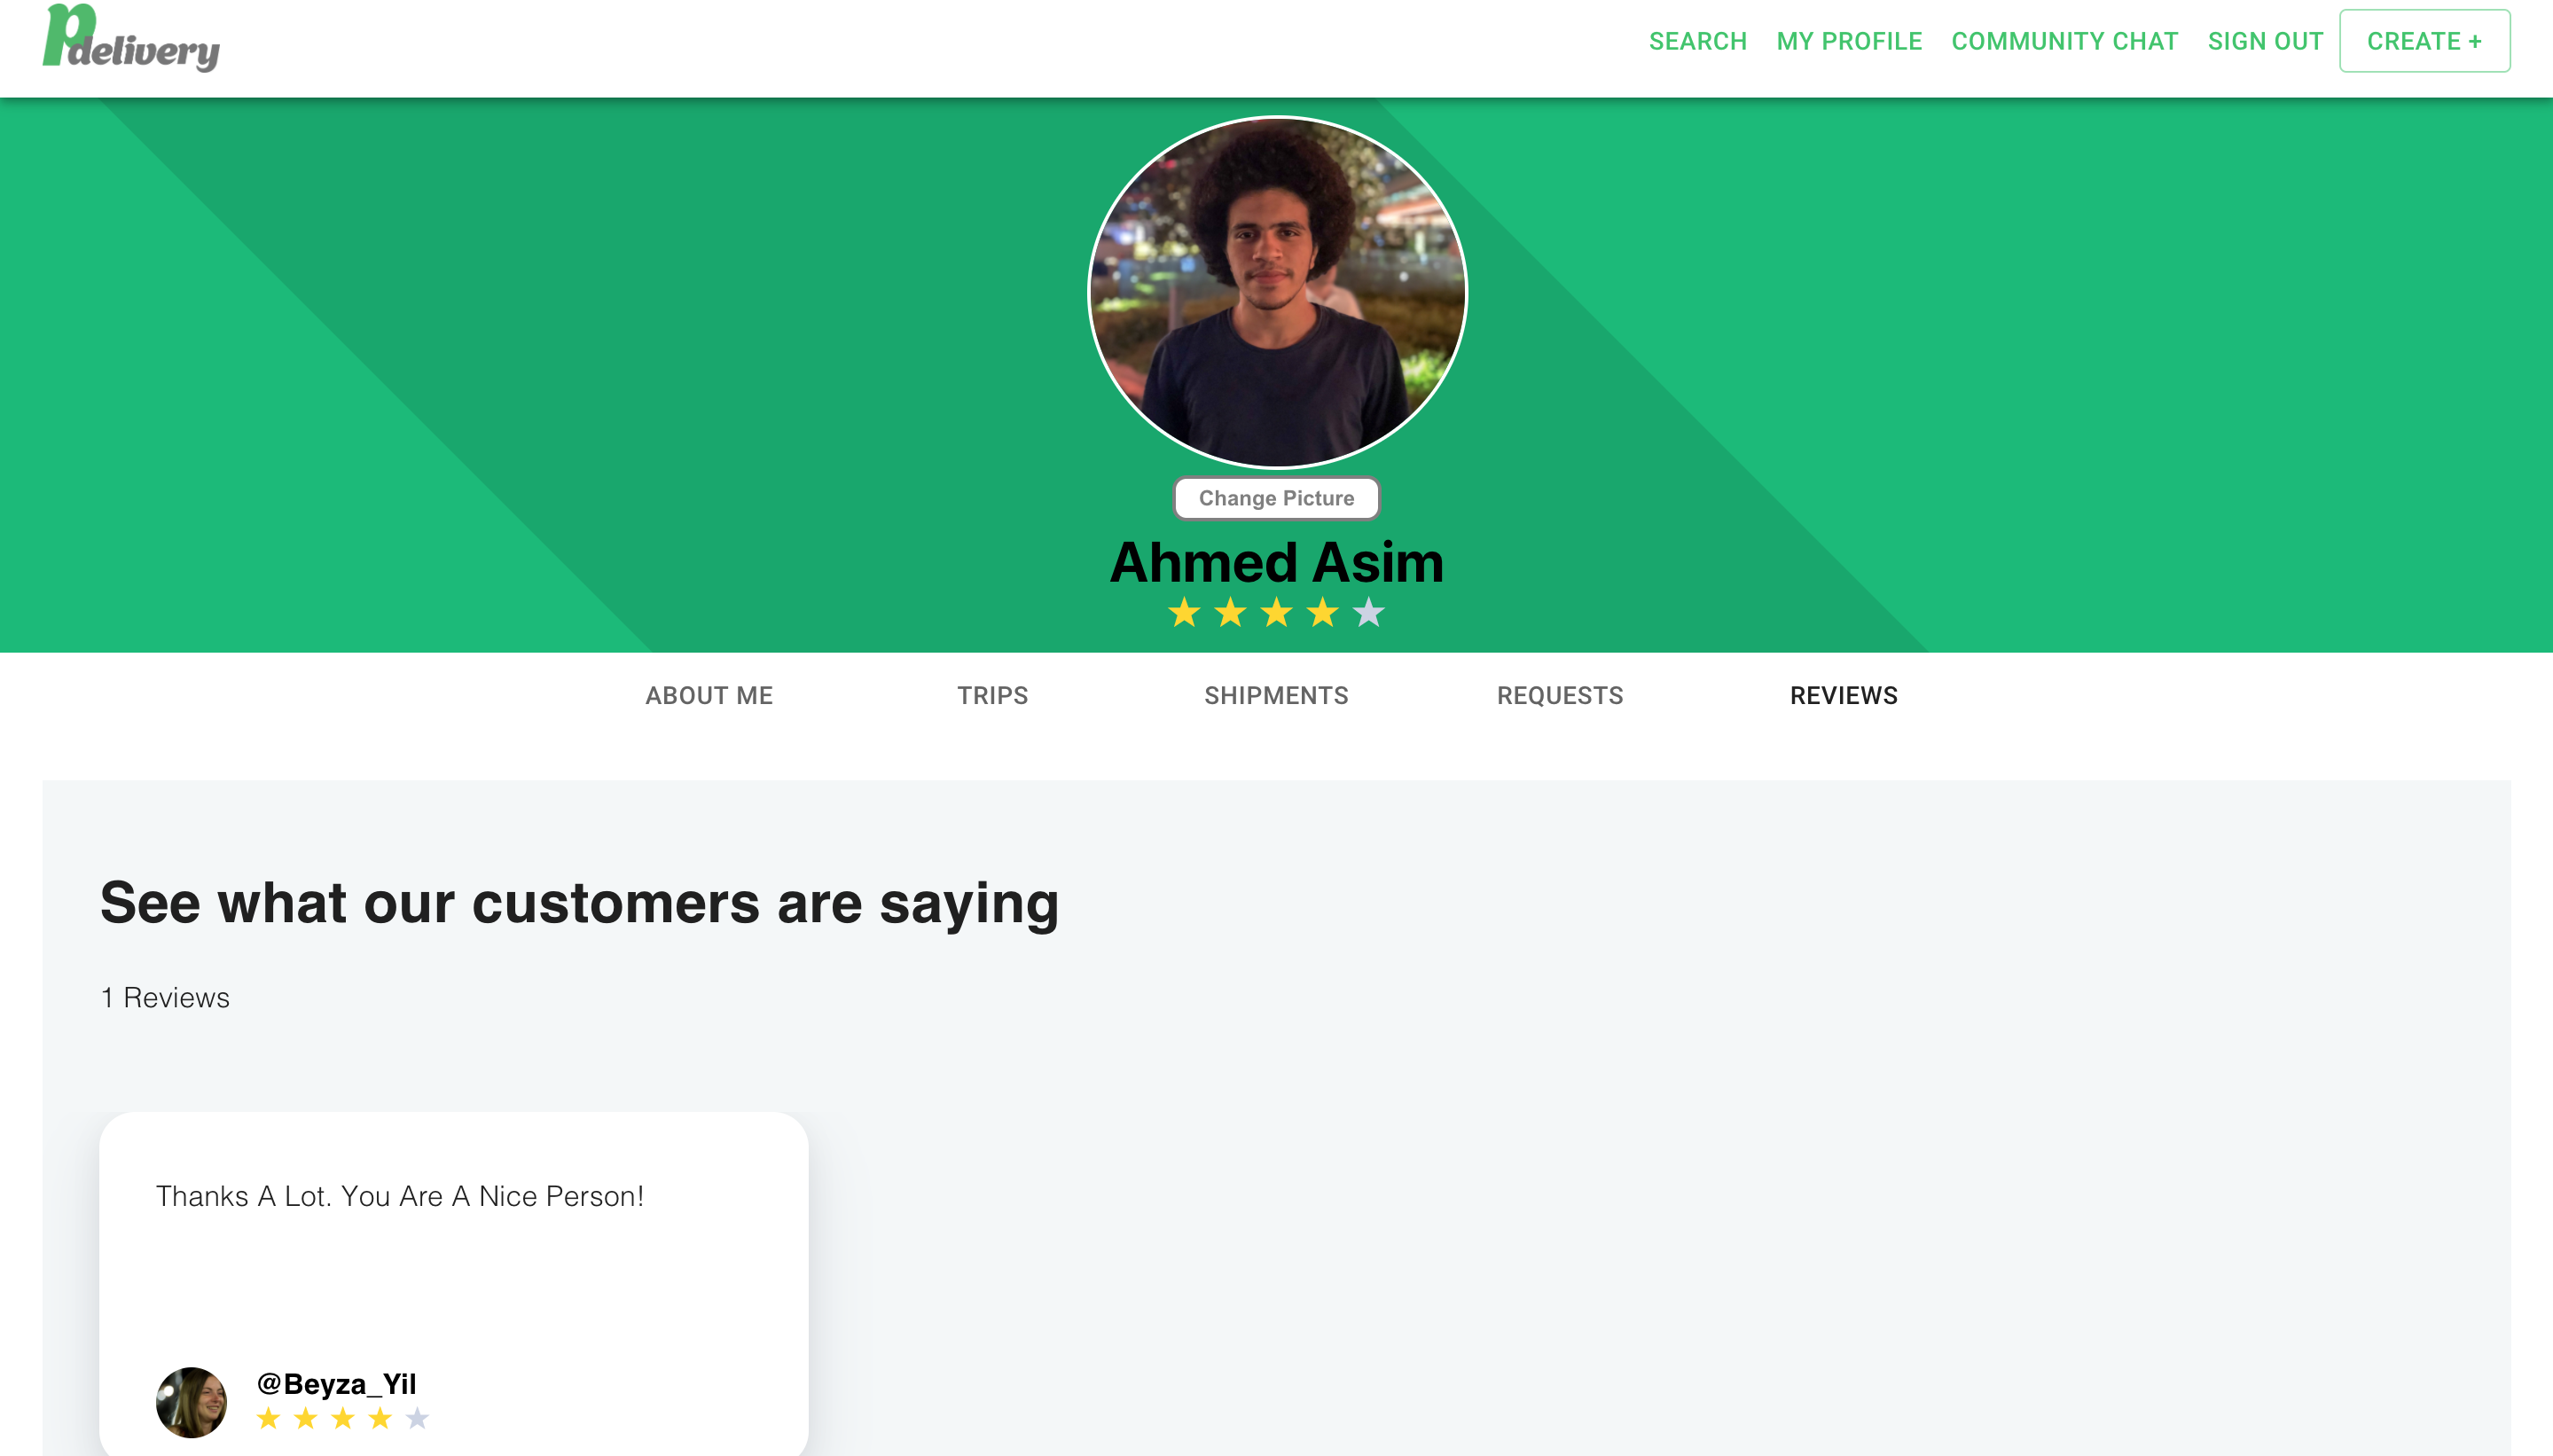 Pdelivery
SEARCH MY PROFILE COMMUNITY CHAT SIGN OUT CREATE +
Change Picture
Ahmed Asim
ABOUT ME TRIPS SHIPMENTS REQUESTS REVIEWS
See what our customers are saying
1 Reviews
Thanks A Lot. You Are A Nice Person!
@Beyza_Yil